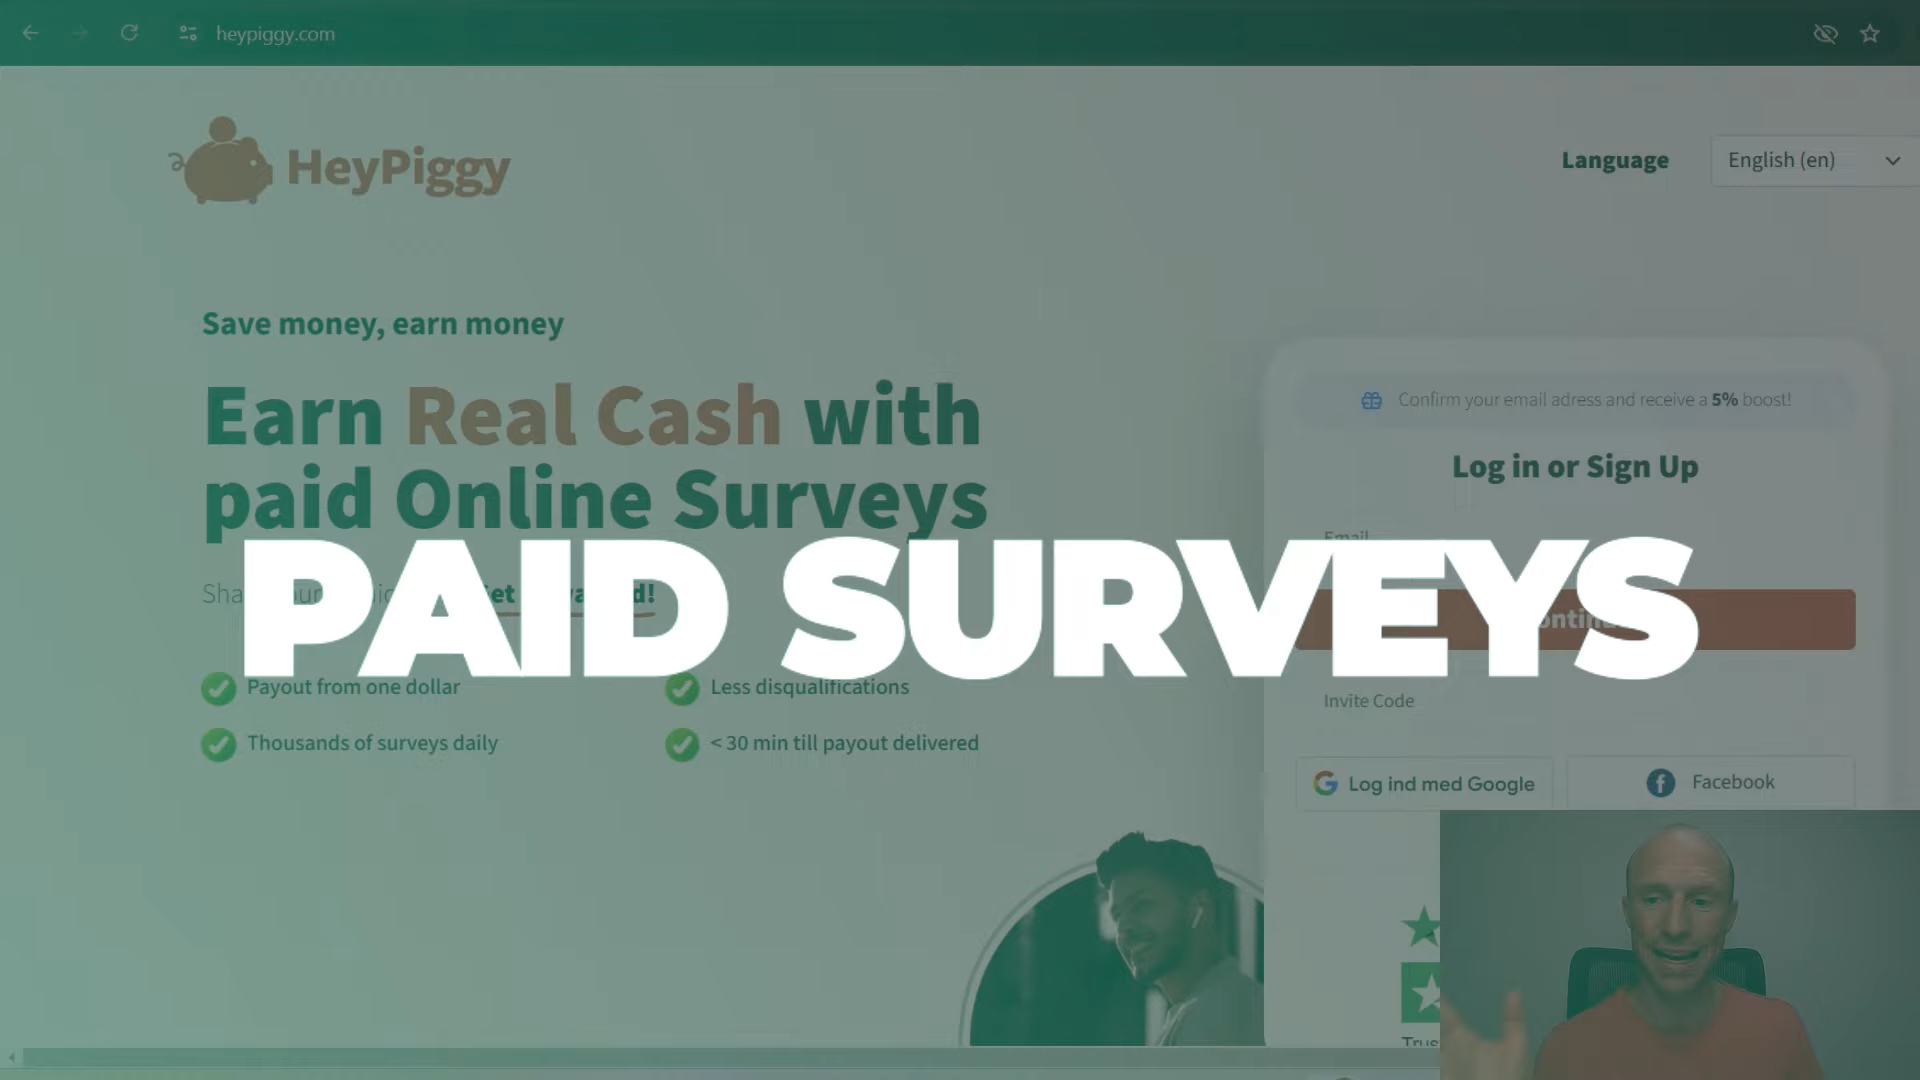 heypiggy.com
HeyPiggy
Language
English (en)
Save money, earn money
Earn Real Cash with
paid Online Surveys
Confirm your email adress and receive a 5% boost!
Log in or Sign Up
Email
PAID SURVEYS
Payout from one dollar
Less disqualifications
Invite Code
Thousands of surveys daily
< 30 min till payout delivered
Log ind med Google
Facebook